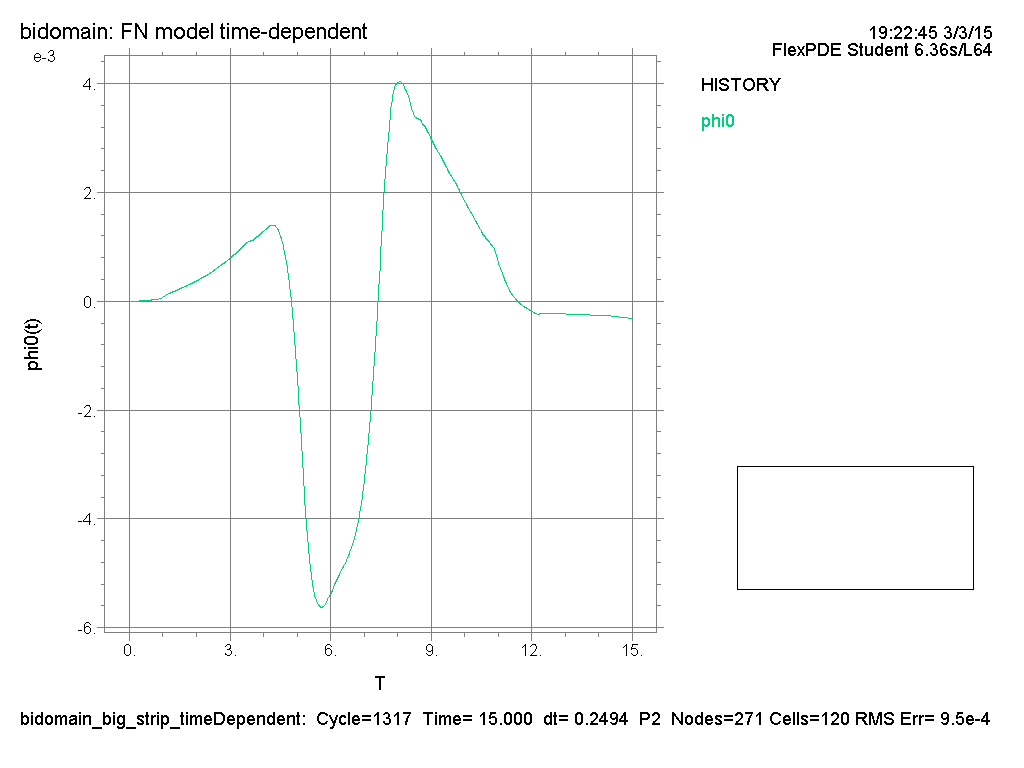 bidomain: FN model time-dependent
19:22:45 3/3/15
FlexPDE Student 6.36s/L64
e-3
HISTORY
phi0
4.
2.
0.
-2.
-4.
-6.
phi0(t)
0. 3. 6. 9. 12. 15.
T
bidomain_big_strip_timeDependent: Cycle=1317 Time= 15.000 dt= 0.2494 P2 Nodes=271 Cells=120 RMS Err= 9.5e-4